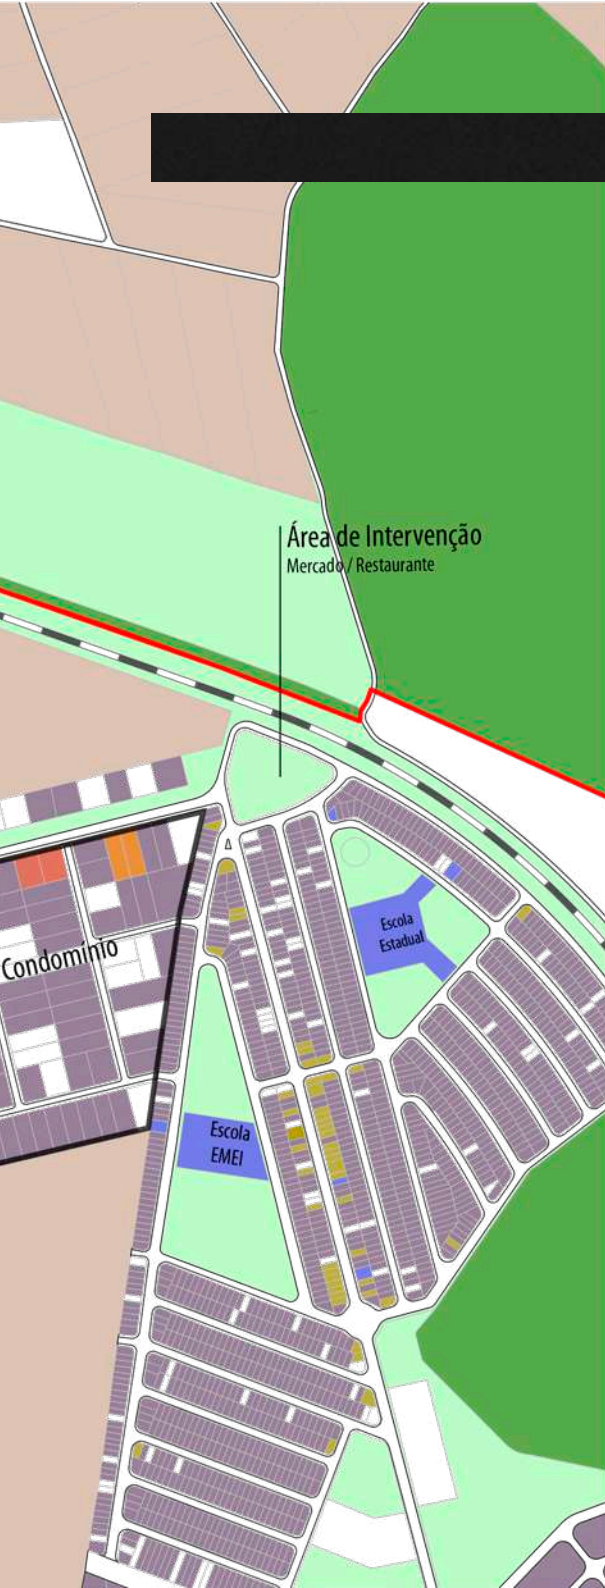 Área de Intervenção
Mercado / Restaurante
Escola
Estadual
Condomínio
Escola
EMEI